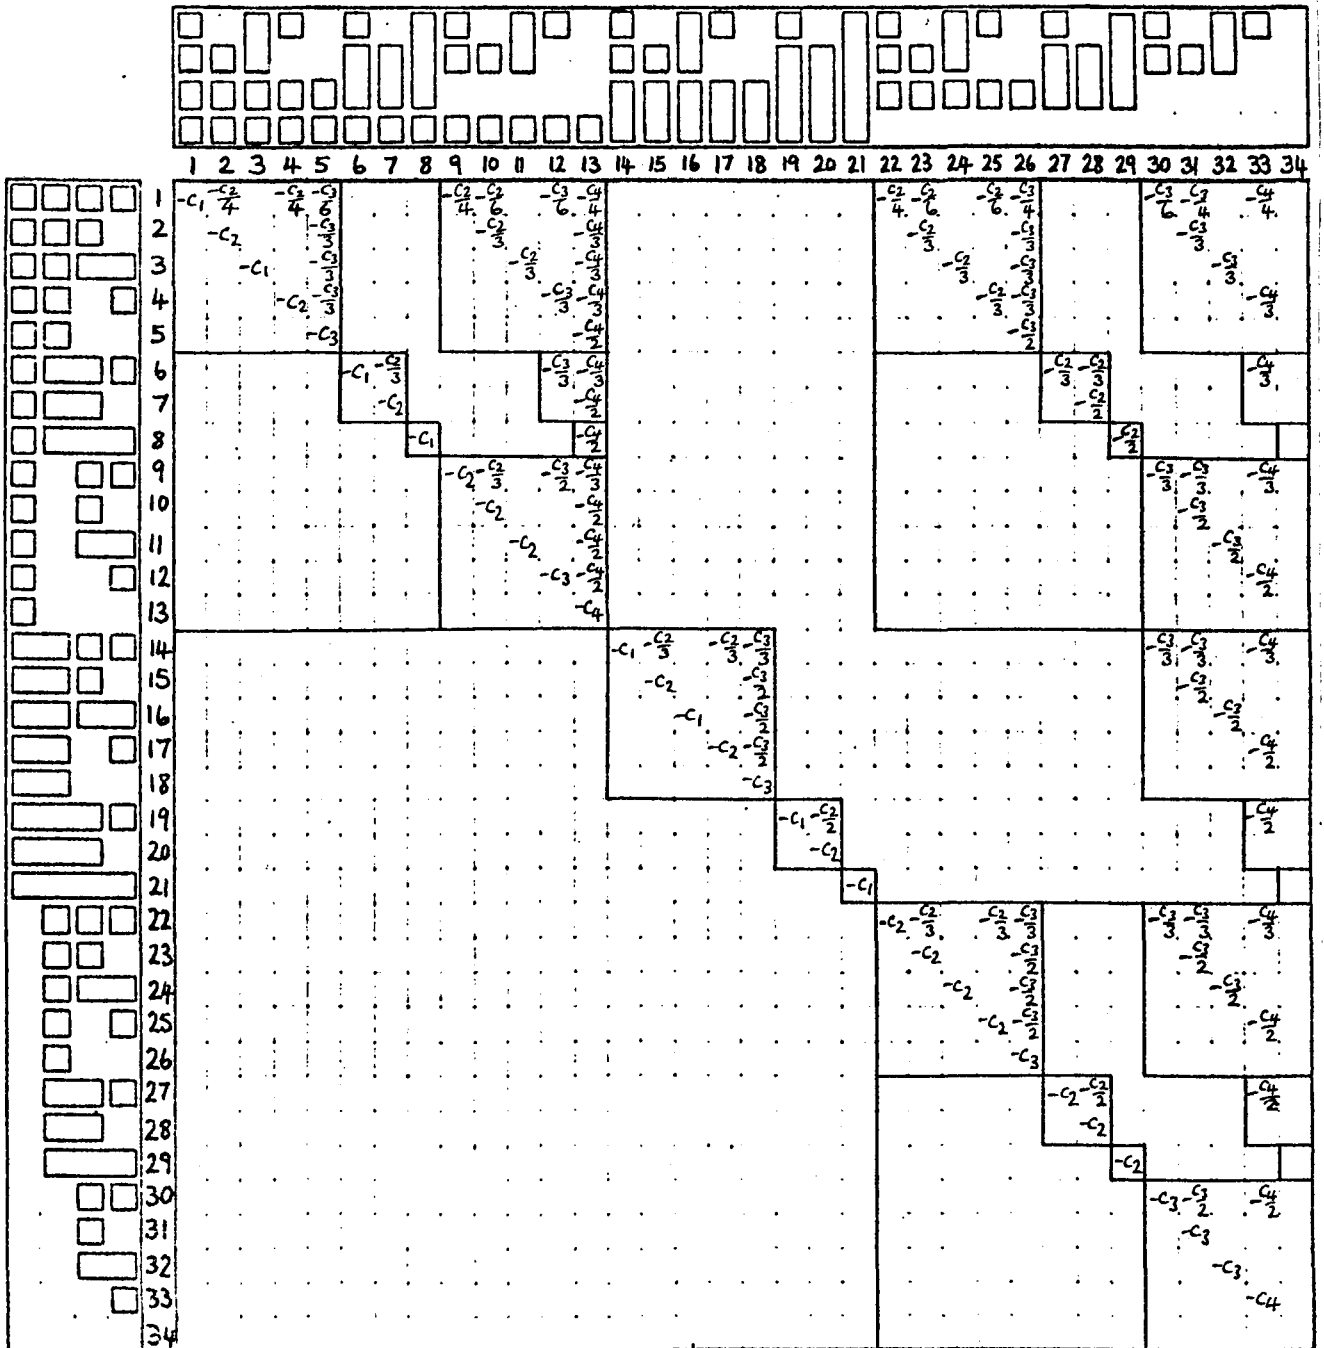 1 2 3 4 5 6 7 8 9 10 11 12 13 14 15 16 17 18 19 20 21 22 23 24 25 26 27 28 29 30 31 32 33 34
1 -C₁ -C₂/4 -C₂/4 -C₃/6 -C₂/4 -C₂/6 -C₃/6 -C₄/4 -C₂/4 -C₂/6 -C₂/6 -C₃/4 -C₃/6 -C₃/4 -C₄/4
2 -C₂ -C₃/3 -C₂/3 -C₄/3 -C₂/3 -C₃/3 -C₃/3
3 -C₁ -C₃/3 -C₂/3 -C₄/3 -C₂/3 -C₃/3 -C₃/3
4 -C₂ -C₃/3 -C₃/3 -C₄/3 -C₂/3 -C₃/3 -C₄/3
5 -C₃ -C₄/2 -C₃/2
6 -C₁ -C₂/3 -C₃/3 -C₄/3 -C₂/3 -C₂/3 -C₄/3
7 -C₂ -C₄/2 -C₂/2
8 -C₁ -C₄/2 -C₂/2
9 -C₂ -C₂/3 -C₃/2 -C₄/3 -C₃/3 -C₃/3 -C₄/3
10 -C₂ -C₄/2 -C₃/2
11 -C₂ -C₄/2 -C₃/2
12 -C₃ -C₄/2 -C₄/2
13 -C₄
14 -C₁ -C₂/3 -C₂/3 -C₃/3 -C₃/3 -C₃/3 -C₄/3
15 -C₂ -C₃/2 -C₃/2
16 -C₁ -C₃/2 -C₃/2
17 -C₂ -C₃/2 -C₄/2
18 -C₃
19 -C₁ -C₂/2 -C₄/2
20 -C₂
21 -C₁
22 -C₂ -C₂/3 -C₂/3 -C₃/3 -C₃/3 -C₃/3 -C₄/3
23 -C₂ -C₃/2 -C₃/2
24 -C₂ -C₃/2 -C₃/2
25 -C₂ -C₃/2 -C₄/2
26 -C₃
27 -C₂ -C₂/2 -C₄/2
28 -C₂
29 -C₂
30 -C₃ -C₃/2 -C₄/2
31 -C₃
32 -C₃
33 -C₄
34